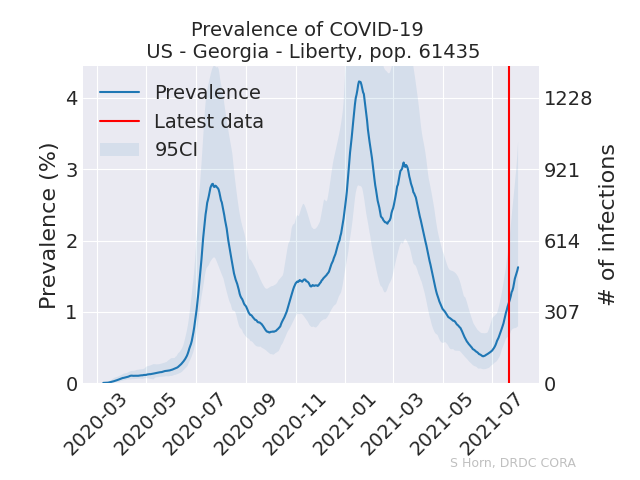 Prevalence of COVID-19
US - Georgia - Liberty, pop. 61435
Prevalence
Latest data
95CI
Prevalence (%)
4
3
2
1
0
# of infections
1228
921
614
307
0
2020-03
2020-05
2020-07
2020-09
2020-11
2021-01
2021-03
2021-05
2021-07
S Horn, DRDC CORA